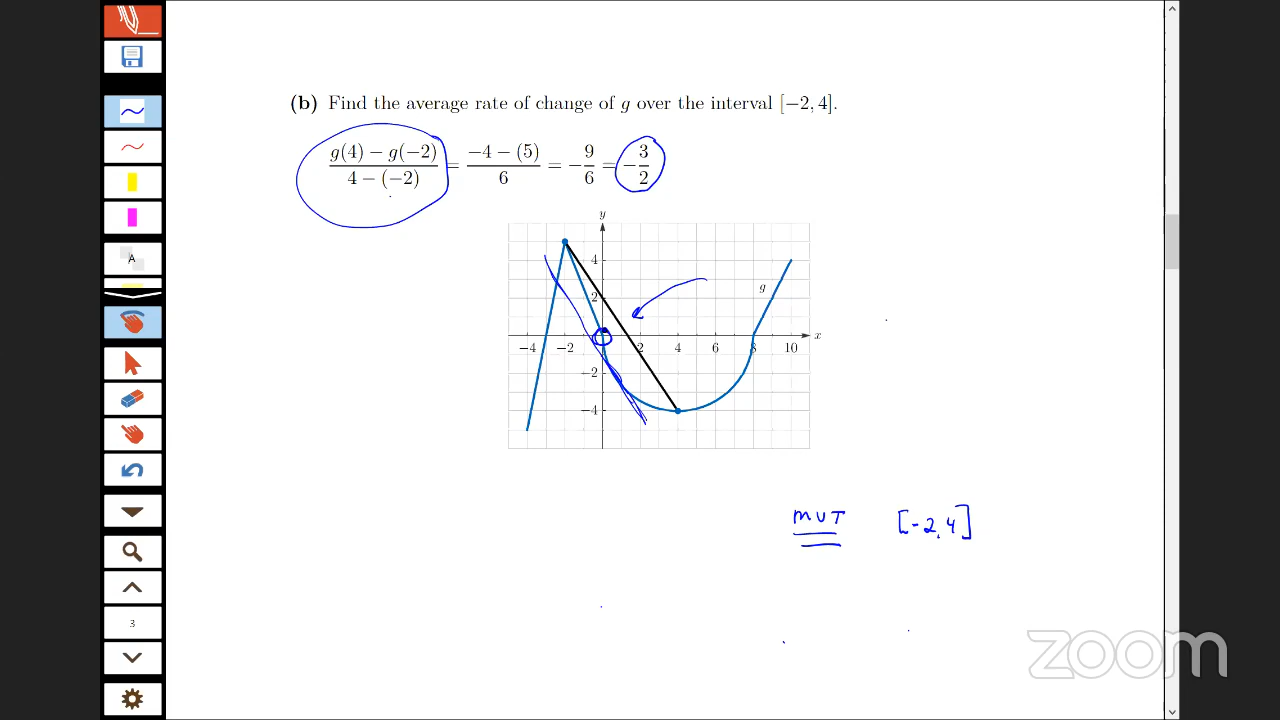 (b) Find the average rate of change of g over the interval [−2, 4].
g(4) − g(−2) / 4 − (−2) = −4 − (5) / 6 = − 9/6 = − 3/2
y
4
2
g
−4 −2 2 4 6 8 10 x
−2
−4
A
MVT [-2, 4]
3
zoom